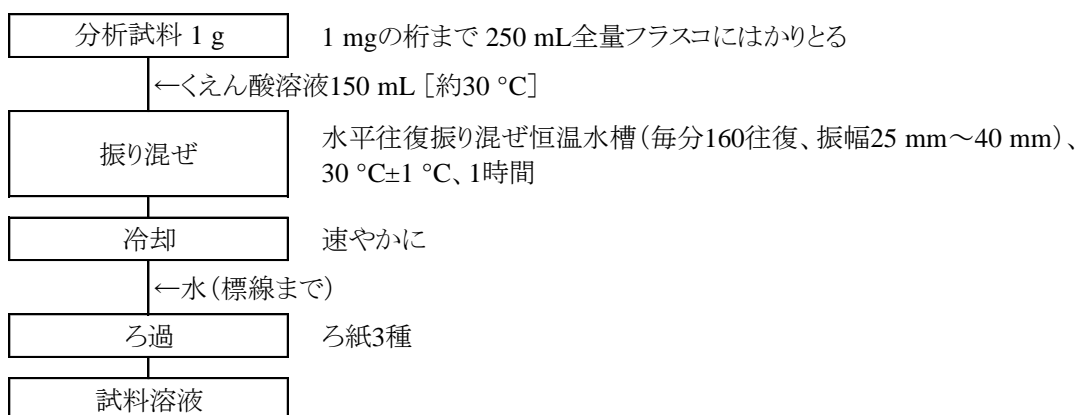 分析試料 1 g
1 mgの桁まで 250 mL全量フラスコにはかりとる
←くえん酸溶液150 mL [約30 °C]
振り混ぜ
水平往復振り混ぜ恒温水槽(毎分160往復、振幅25 mm~40 mm)、
30 °C±1 °C、1時間
冷却
速やかに
←水(標線まで)
ろ過
ろ紙3種
試料溶液